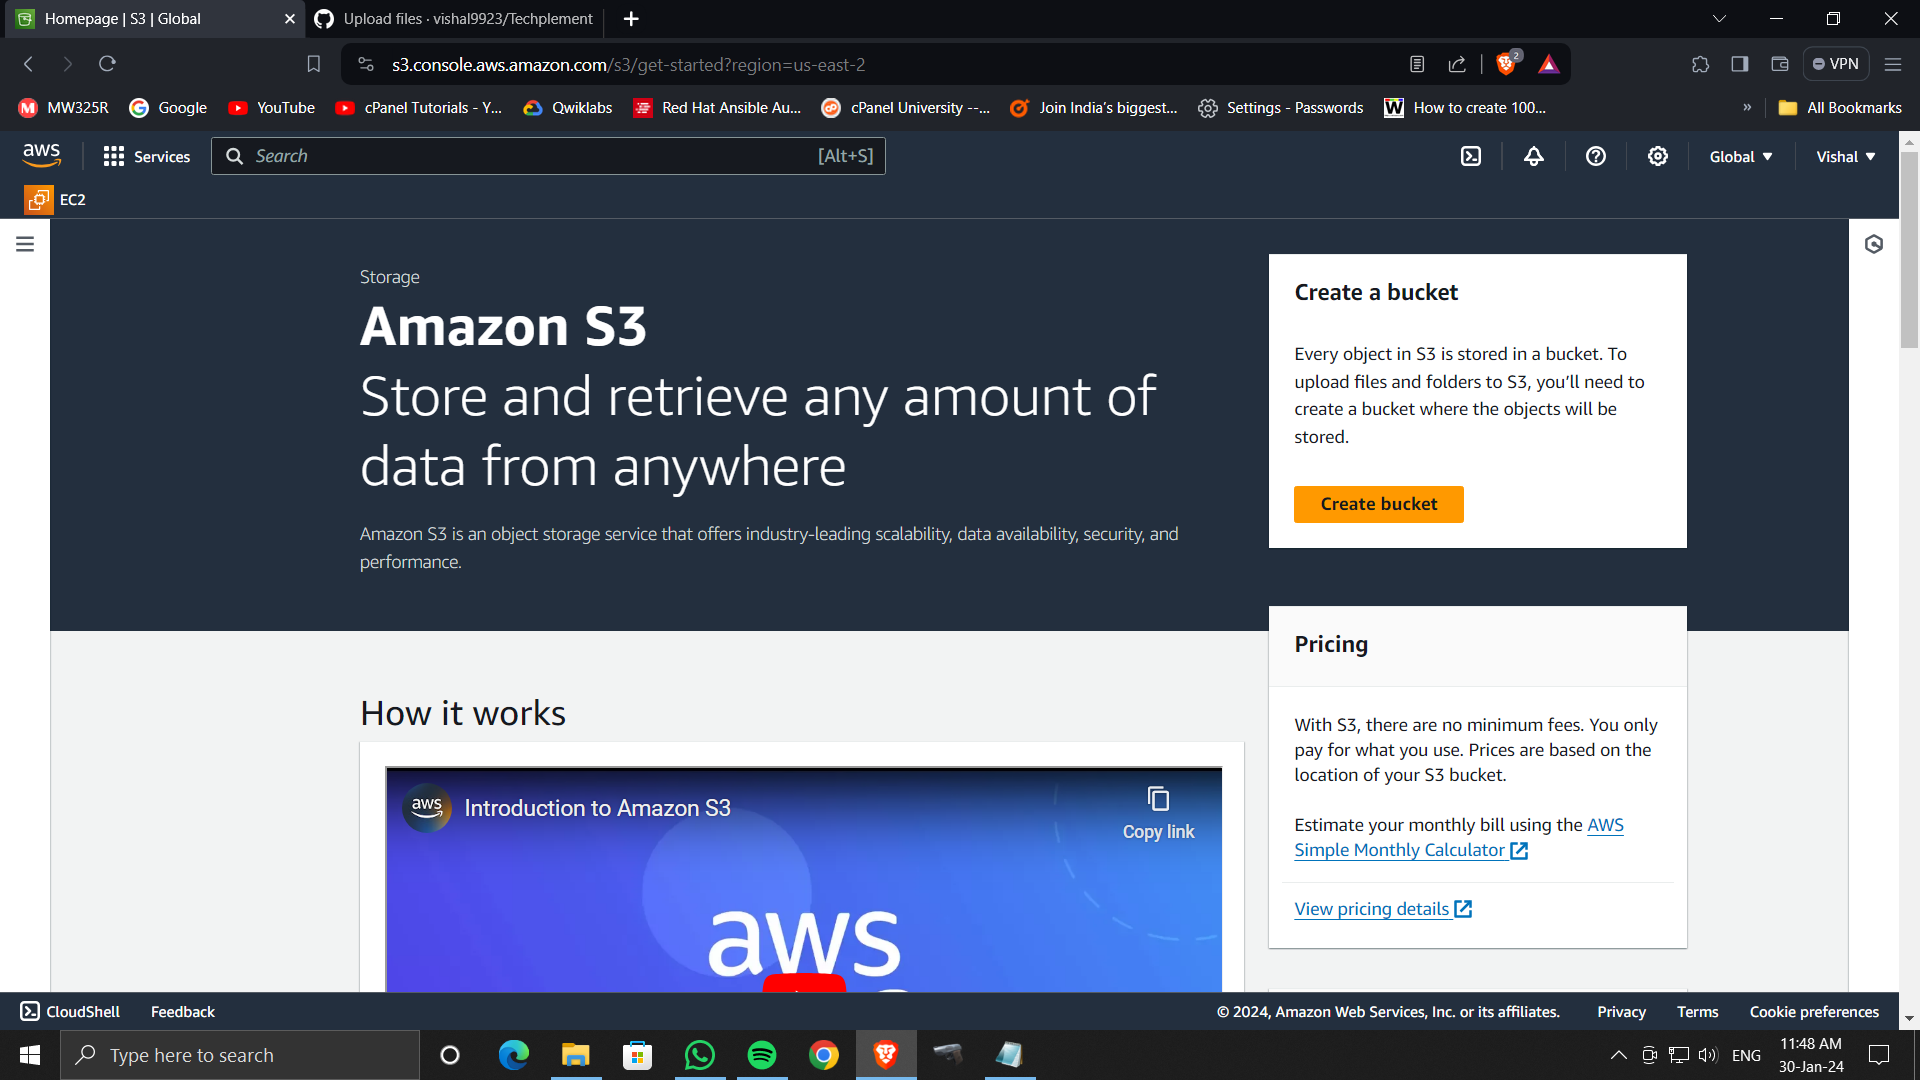 Homepage | S3 | Global
Upload files · vishal9923/Techplement
s3.console.aws.amazon.com/s3/get-started?region=us-east-2
2
VPN
MW325R
Google
YouTube
cPanel Tutorials - Y...
Qwiklabs
Red Hat Ansible Au...
cPanel University --...
Join India's biggest...
Settings - Passwords
W
How to create 100...
»
All Bookmarks
aws
Services
Search
[Alt+S]
Global
Vishal
EC2
Storage
Amazon S3
Store and retrieve any amount of
data from anywhere
Amazon S3 is an object storage service that offers industry-leading scalability, data availability, security, and
performance.
Create a bucket
Every object in S3 is stored in a bucket. To
upload files and folders to S3, you'll need to
create a bucket where the objects will be
stored.
Create bucket
How it works
aws
Introduction to Amazon S3
Copy link
aws
Pricing
With S3, there are no minimum fees. You only
pay for what you use. Prices are based on the
location of your S3 bucket.
Estimate your monthly bill using the AWS
Simple Monthly Calculator
View pricing details
CloudShell
Feedback
© 2024, Amazon Web Services, Inc. or its affiliates.
Privacy
Terms
Cookie preferences
Type here to search
ENG
11:48 AM
30-Jan-24